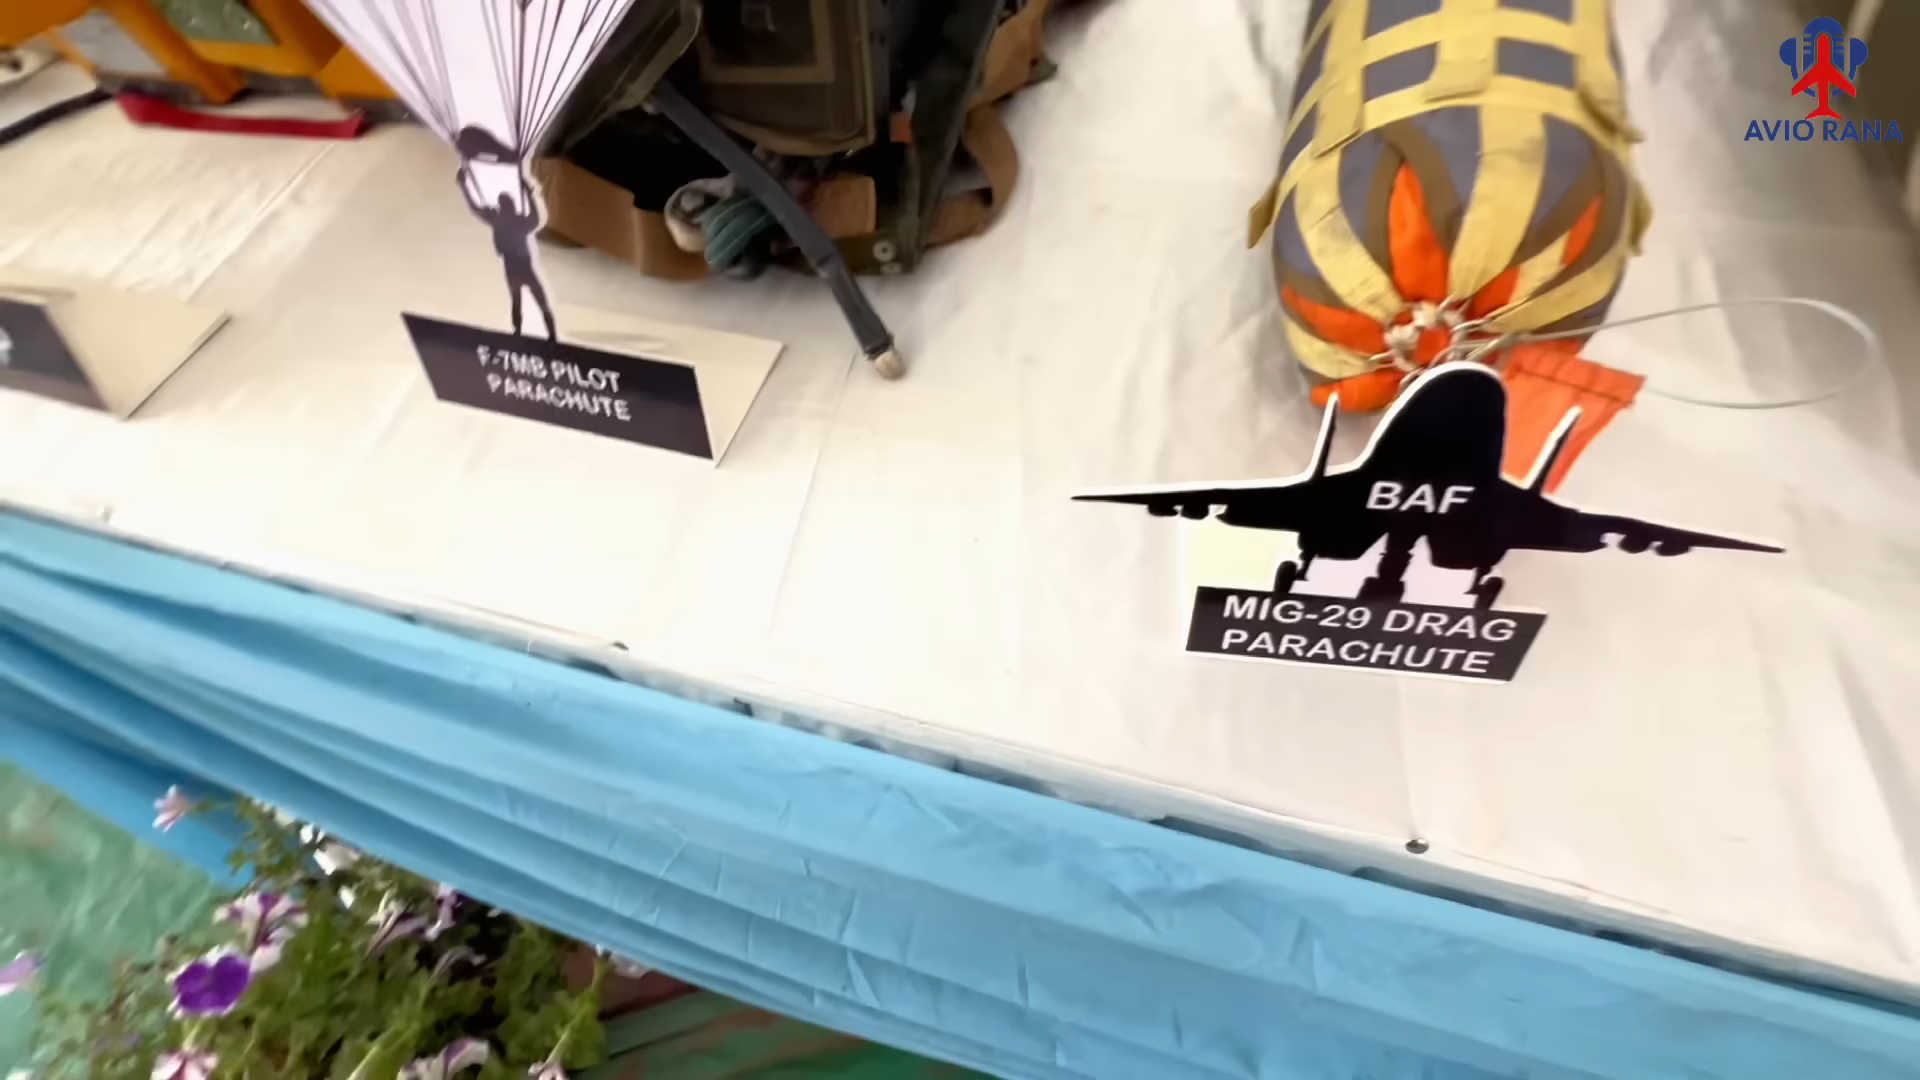 AVIO RANA
F-7MB PILOT
PARACHUTE
BAF
MIG-29 DRAG
PARACHUTE